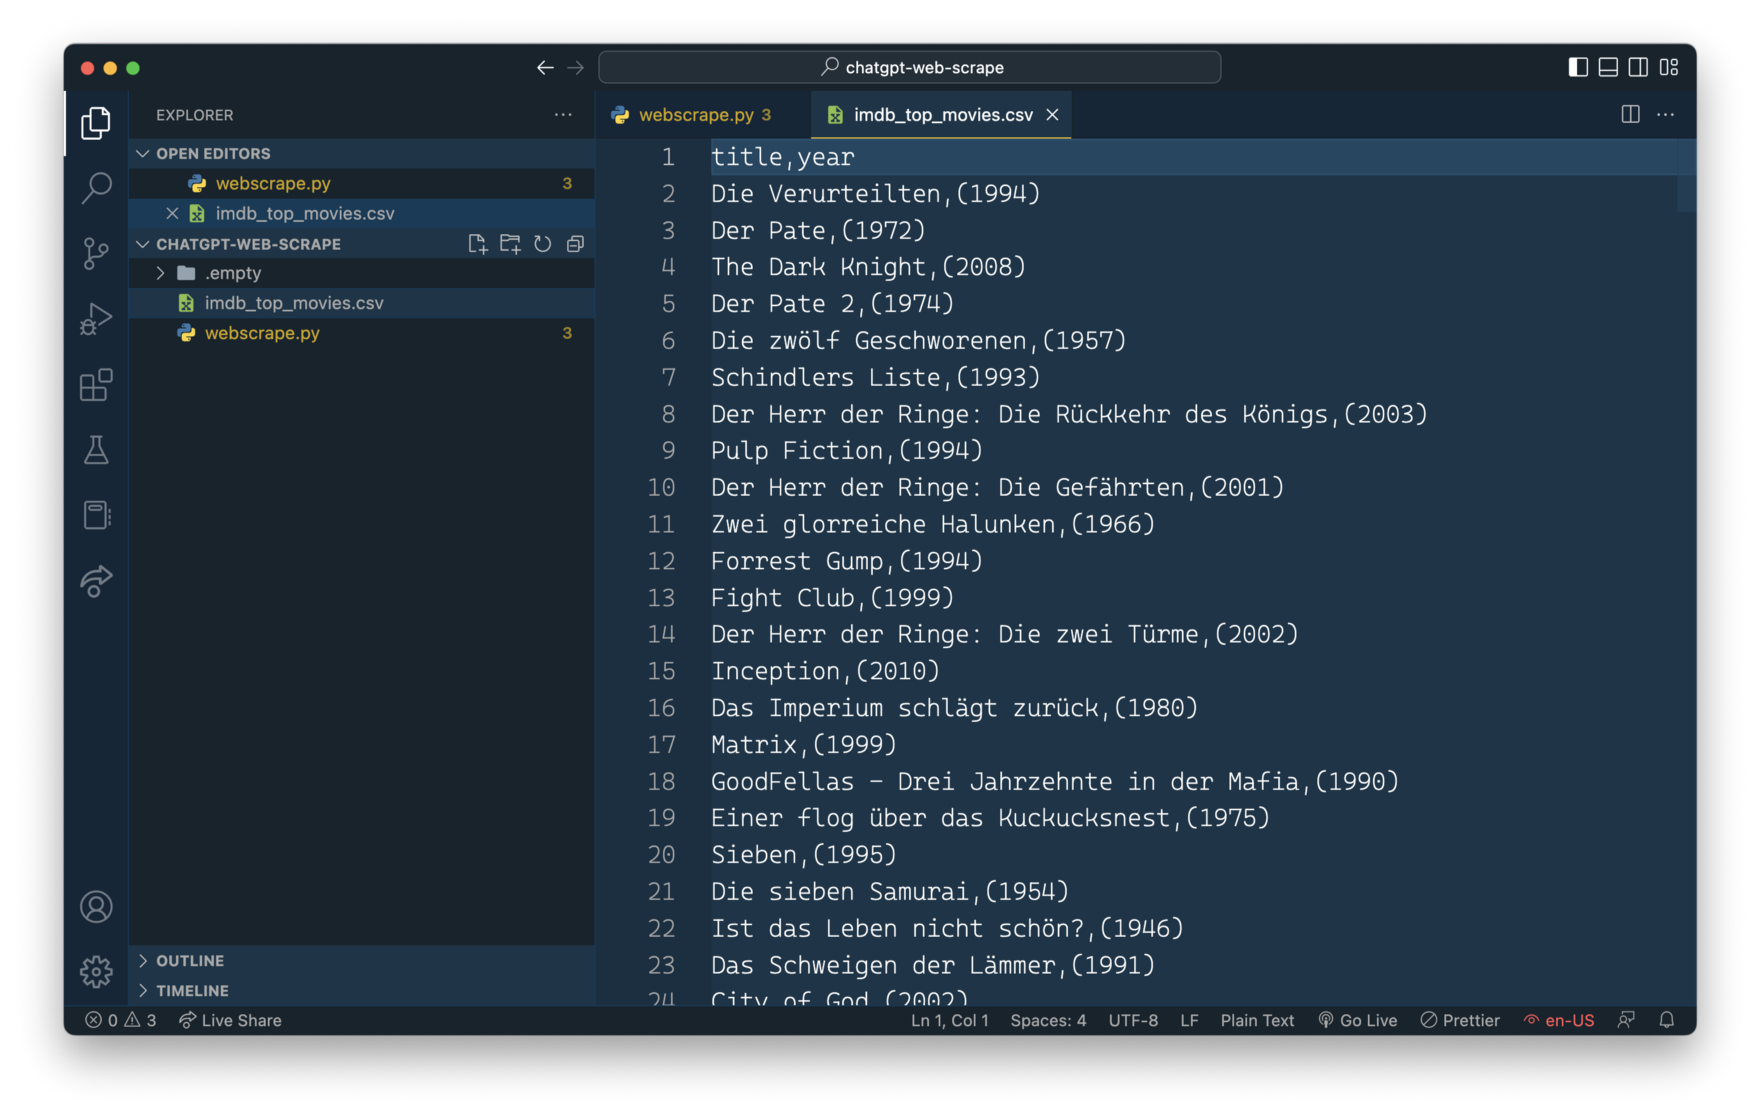 chatgpt-web-scrape
EXPLORER
webscrape.py 3
imdb_top_movies.csv
OPEN EDITORS
webscrape.py 3
imdb_top_movies.csv
CHATGPT-WEB-SCRAPE
.empty
imdb_top_movies.csv
webscrape.py 3
OUTLINE
TIMELINE
1 title,year
2 Die Verurteilten,(1994)
3 Der Pate,(1972)
4 The Dark Knight,(2008)
5 Der Pate 2,(1974)
6 Die zwölf Geschworenen,(1957)
7 Schindlers Liste,(1993)
8 Der Herr der Ringe: Die Rückkehr des Königs,(2003)
9 Pulp Fiction,(1994)
10 Der Herr der Ringe: Die Gefährten,(2001)
11 Zwei glorreiche Halunken,(1966)
12 Forrest Gump,(1994)
13 Fight Club,(1999)
14 Der Herr der Ringe: Die zwei Türme,(2002)
15 Inception,(2010)
16 Das Imperium schlägt zurück,(1980)
17 Matrix,(1999)
18 GoodFellas – Drei Jahrzehnte in der Mafia,(1990)
19 Einer flog über das Kuckucksnest,(1975)
20 Sieben,(1995)
21 Die sieben Samurai,(1954)
22 Ist das Leben nicht schön?,(1946)
23 Das Schweigen der Lämmer,(1991)
24 City of God,(2002)
0 3 Live Share Ln 1, Col 1 Spaces: 4 UTF-8 LF Plain Text Go Live Prettier en-US